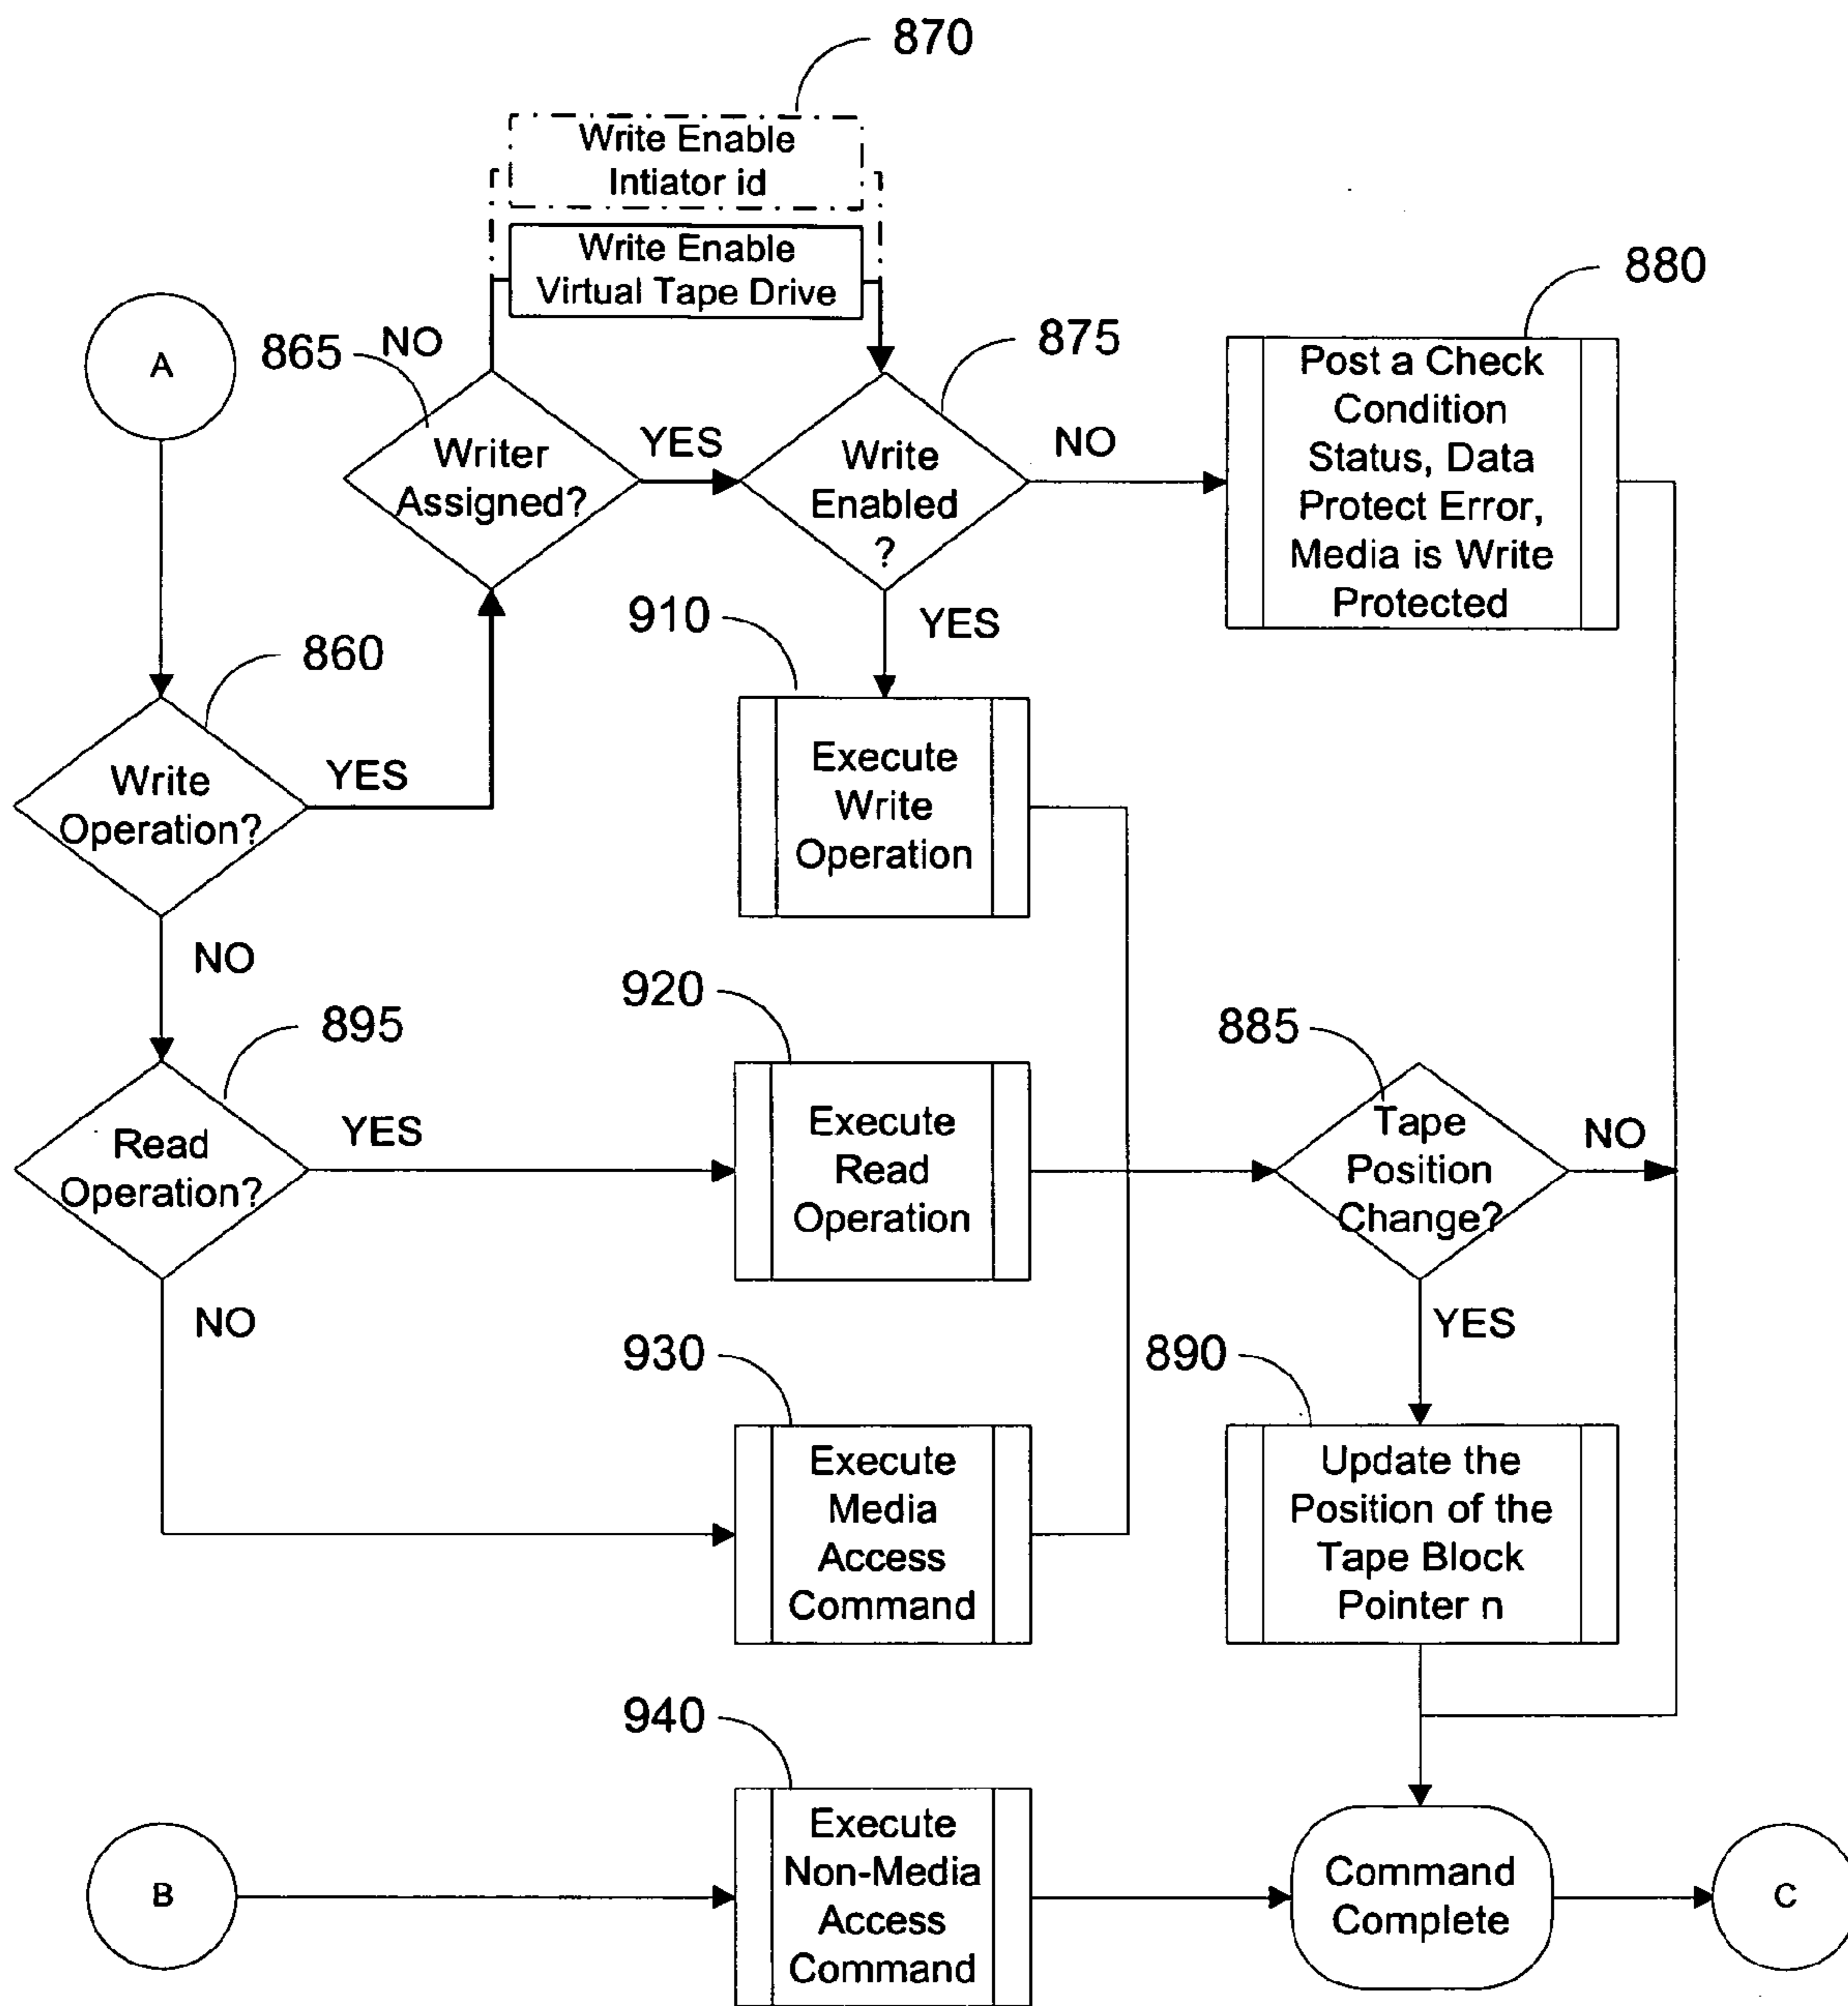 870
Write Enable
Intiator id
Write Enable
Virtual Tape Drive
880
A
865
NO
875
Post a Check
Condition
Status, Data
Protect Error,
Media is Write
Protected
Writer
Assigned?
YES
Write
Enabled
?
NO
910
YES
860
Write
Operation?
YES
Execute
Write
Operation
NO
920
885
895
Read
Operation?
YES
Execute
Read
Operation
Tape
Position
Change?
NO
NO
YES
930
890
Execute
Media
Access
Command
Update the
Position of the
Tape Block
Pointer n
940
B
Execute
Non-Media
Access
Command
Command
Complete
C